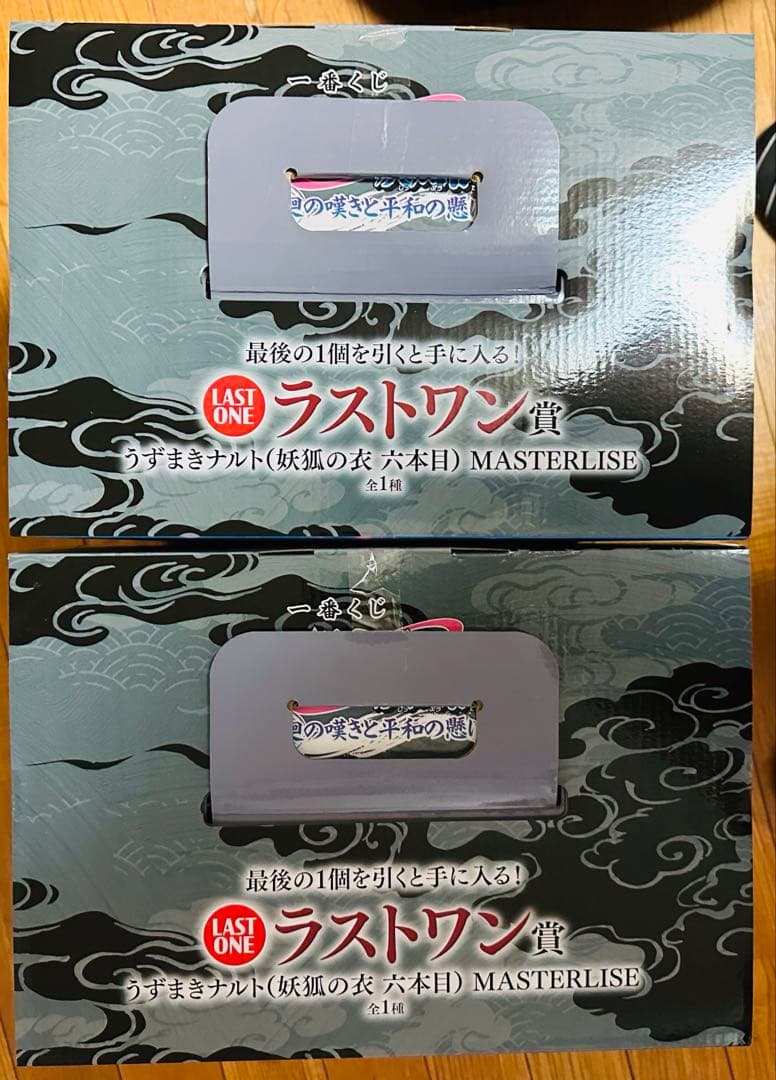 一番くじ
廻の嘆きと平和の懸
最後の1個を引くと手に入る!
LAST ONE ラストワン賞
うずまきナルト(妖狐の衣 六本目) MASTERLISE
全1種
一番くじ
廻の嘆きと平和の懸
最後の1個を引くと手に入る!
LAST ONE ラストワン賞
うずまきナルト(妖狐の衣 六本目) MASTERLISE
全1種